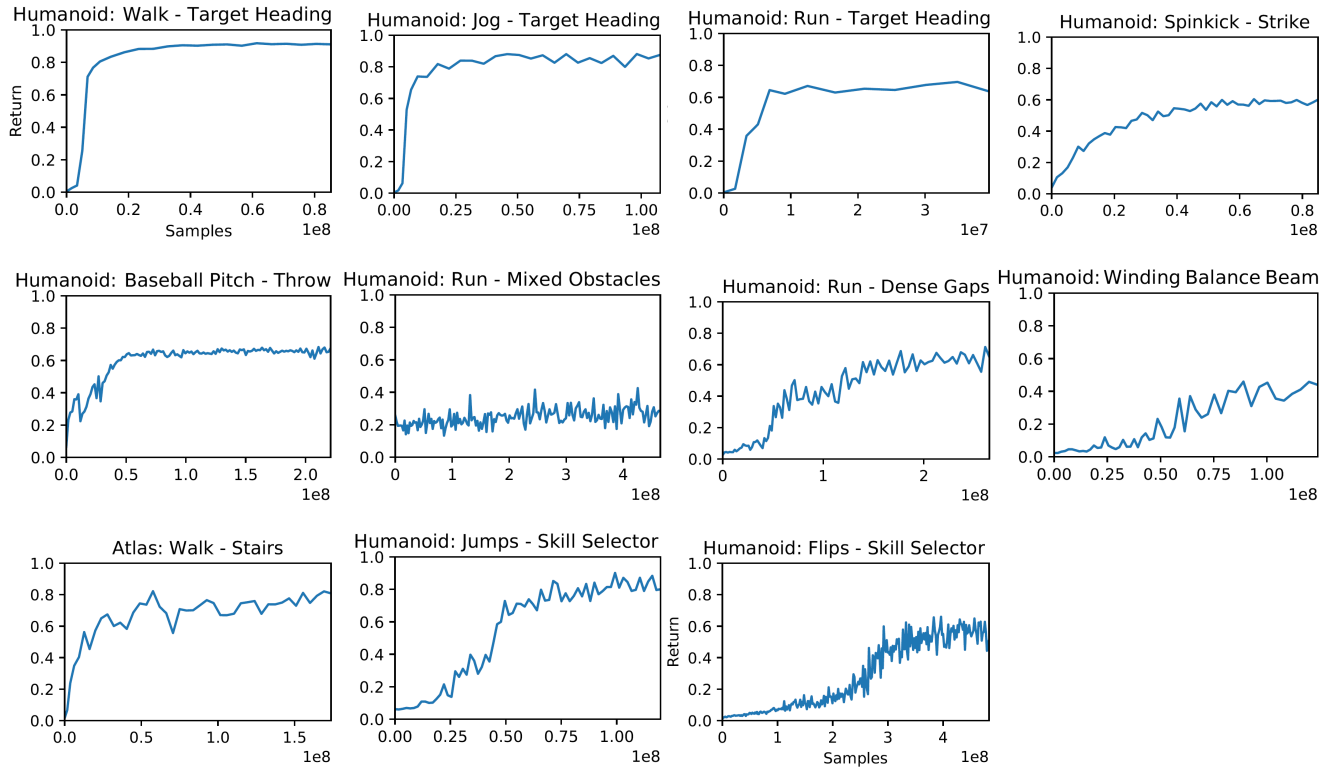 Humanoid: Walk - Target Heading
1.0
0.8
0.6
0.4
0.2
0.0
Return
0.0 0.2 0.4 0.6 0.8
Samples
1e8
Humanoid: Jog - Target Heading
1.0
0.8
0.6
0.4
0.2
0.0
0.00 0.25 0.50 0.75 1.00
1e8
Humanoid: Run - Target Heading
1.0
0.8
0.6
0.4
0.2
0.0
0 1 2 3
1e7
Humanoid: Spinkick - Strike
1.0
0.8
0.6
0.4
0.2
0.0
0.0 0.2 0.4 0.6 0.8
1e8
Humanoid: Baseball Pitch - Throw
1.0
0.8
0.6
0.4
0.2
0.0
0.0 0.5 1.0 1.5 2.0
1e8
Humanoid: Run - Mixed Obstacles
1.0
0.8
0.6
0.4
0.2
0.0
0 1 2 3 4
1e8
Humanoid: Run - Dense Gaps
1.0
0.8
0.6
0.4
0.2
0.0
0 1 2
1e8
Humanoid: Winding Balance Beam
1.0
0.8
0.6
0.4
0.2
0.0
0.00 0.25 0.50 0.75 1.00
1e8
Atlas: Walk - Stairs
1.0
0.8
0.6
0.4
0.2
0.0
0.0 0.5 1.0 1.5
1e8
Humanoid: Jumps - Skill Selector
1.0
0.8
0.6
0.4
0.2
0.0
0.00 0.25 0.50 0.75 1.00
1e8
Humanoid: Flips - Skill Selector
1.0
0.8
0.6
0.4
0.2
0.0
Return
0 1 2 3 4
Samples
1e8